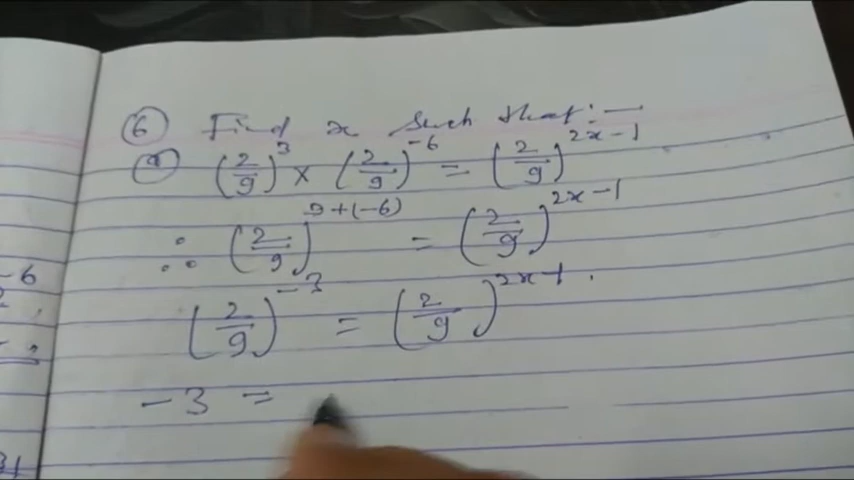 6 Find x such that :-
a (2/9)^3 × (2/9)^-6 = (2/9)^2x-1
∴ (2/9)^3+(-6) = (2/9)^2x-1
(2/9)^-3 = (2/9)^2x-1.
-3 =
-6